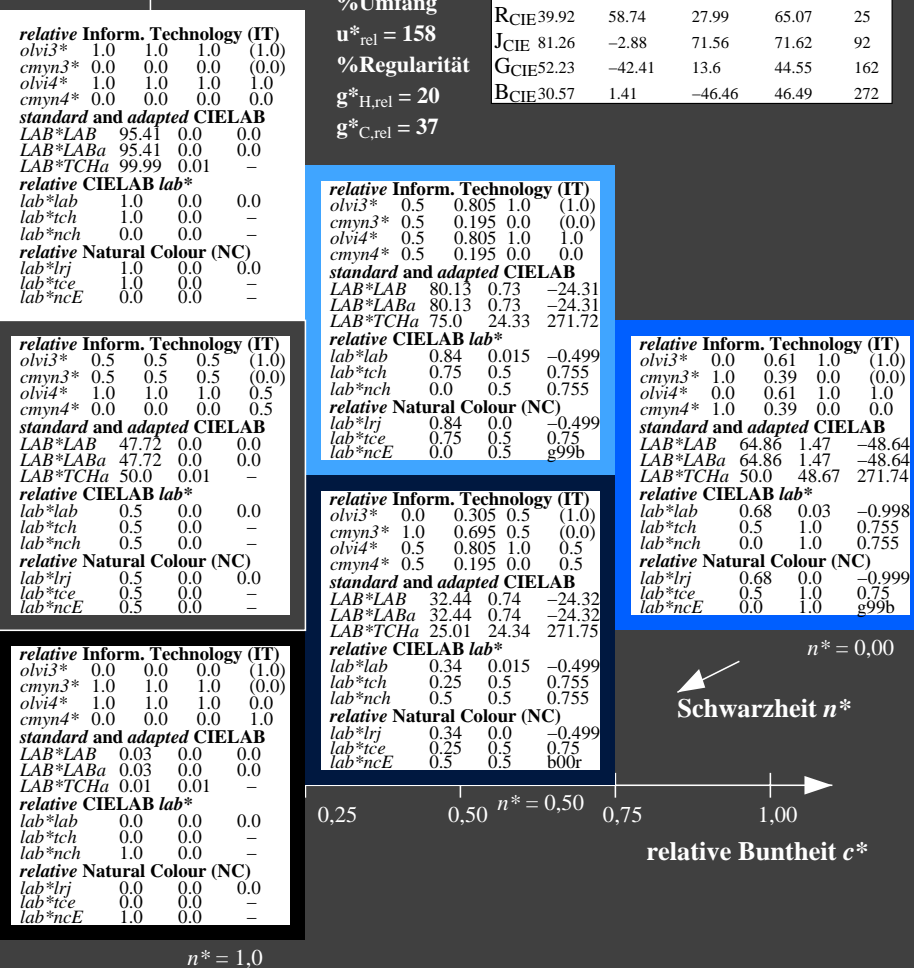 %Umfang
u*rel = 158
%Regularität
g*H,rel = 20
g*C,rel = 37
RCIE 39.92 58.74 27.99 65.07 25
JCIE 81.26 −2.88 71.56 71.62 92
GCIE 52.23 −42.41 13.6 44.55 162
BCIE 30.57 1.41 −46.46 46.49 272
relative Inform. Technology (IT)
olvi3* 1.0 1.0 1.0 (1.0)
cmyn3* 0.0 0.0 0.0 (0.0)
olvi4* 1.0 1.0 1.0 1.0
cmyn4* 0.0 0.0 0.0 0.0
standard and adapted CIELAB
LAB*LAB 95.41 0.0 0.0
LAB*LABa 95.41 0.0 0.0
LAB*TCHa 99.99 0.01 –
relative CIELAB lab*
lab*lab 1.0 0.0 0.0
lab*tch 1.0 0.0 –
lab*nch 0.0 0.0 –
relative Natural Colour (NC)
lab*lrj 1.0 0.0 0.0
lab*tce 1.0 0.0 –
lab*ncE 0.0 0.0 –
relative Inform. Technology (IT)
olvi3* 0.5 0.805 1.0 (1.0)
cmyn3* 0.5 0.195 0.0 (0.0)
olvi4* 0.5 0.805 1.0 1.0
cmyn4* 0.5 0.195 0.0 0.0
standard and adapted CIELAB
LAB*LAB 80.13 0.73 −24.31
LAB*LABa 80.13 0.73 −24.31
LAB*TCHa 75.0 24.33 271.72
relative CIELAB lab*
lab*lab 0.84 0.015 −0.499
lab*tch 0.75 0.5 0.755
lab*nch 0.0 0.5 0.755
relative Natural Colour (NC)
lab*lrj 0.84 0.0 −0.499
lab*tce 0.75 0.5 0.75
lab*ncE 0.0 0.5 g99b
relative Inform. Technology (IT)
olvi3* 0.5 0.5 0.5 (1.0)
cmyn3* 0.5 0.5 0.5 (0.0)
olvi4* 1.0 1.0 1.0 0.5
cmyn4* 0.0 0.0 0.0 0.5
standard and adapted CIELAB
LAB*LAB 47.72 0.0 0.0
LAB*LABa 47.72 0.0 0.0
LAB*TCHa 50.0 0.01 –
relative CIELAB lab*
lab*lab 0.5 0.0 0.0
lab*tch 0.5 0.0 –
lab*nch 0.5 0.0 –
relative Natural Colour (NC)
lab*lrj 0.5 0.0 0.0
lab*tce 0.5 0.0 –
lab*ncE 0.5 0.0 –
relative Inform. Technology (IT)
olvi3* 0.0 0.61 1.0 (1.0)
cmyn3* 1.0 0.39 0.0 (0.0)
olvi4* 0.0 0.61 1.0 1.0
cmyn4* 1.0 0.39 0.0 0.0
standard and adapted CIELAB
LAB*LAB 64.86 1.47 −48.64
LAB*LABa 64.86 1.47 −48.64
LAB*TCHa 50.0 48.67 271.74
relative CIELAB lab*
lab*lab 0.68 0.03 −0.998
lab*tch 0.5 1.0 0.755
lab*nch 0.0 1.0 0.755
relative Natural Colour (NC)
lab*lrj 0.68 0.0 −0.999
lab*tce 0.5 1.0 0.75
lab*ncE 0.0 1.0 g99b
relative Inform. Technology (IT)
olvi3* 0.0 0.305 0.5 (1.0)
cmyn3* 1.0 0.695 0.5 (0.0)
olvi4* 0.5 0.805 1.0 0.5
cmyn4* 0.5 0.195 0.0 0.5
standard and adapted CIELAB
LAB*LAB 32.44 0.74 −24.32
LAB*LABa 32.44 0.74 −24.32
LAB*TCHa 25.01 24.34 271.75
relative CIELAB lab*
lab*lab 0.34 0.015 −0.499
lab*tch 0.25 0.5 0.755
lab*nch 0.5 0.5 0.755
relative Natural Colour (NC)
lab*lrj 0.34 0.0 −0.499
lab*tce 0.25 0.5 0.75
lab*ncE 0.5 0.5 b00r
relative Inform. Technology (IT)
olvi3* 0.0 0.0 0.0 (1.0)
cmyn3* 1.0 1.0 1.0 (0.0)
olvi4* 1.0 1.0 1.0 0.0
cmyn4* 0.0 0.0 0.0 1.0
standard and adapted CIELAB
LAB*LAB 0.03 0.0 0.0
LAB*LABa 0.03 0.0 0.0
LAB*TCHa 0.01 0.01 –
relative CIELAB lab*
lab*lab 0.0 0.0 0.0
lab*tch 0.0 0.0 –
lab*nch 1.0 0.0 –
relative Natural Colour (NC)
lab*lrj 0.0 0.0 0.0
lab*tce 0.0 0.0 –
lab*ncE 1.0 0.0 –
n* = 0,00
Schwarzheit n*
0,25 0,50 n* = 0,50 0,75 1,00
relative Buntheit c*
n* = 1,0